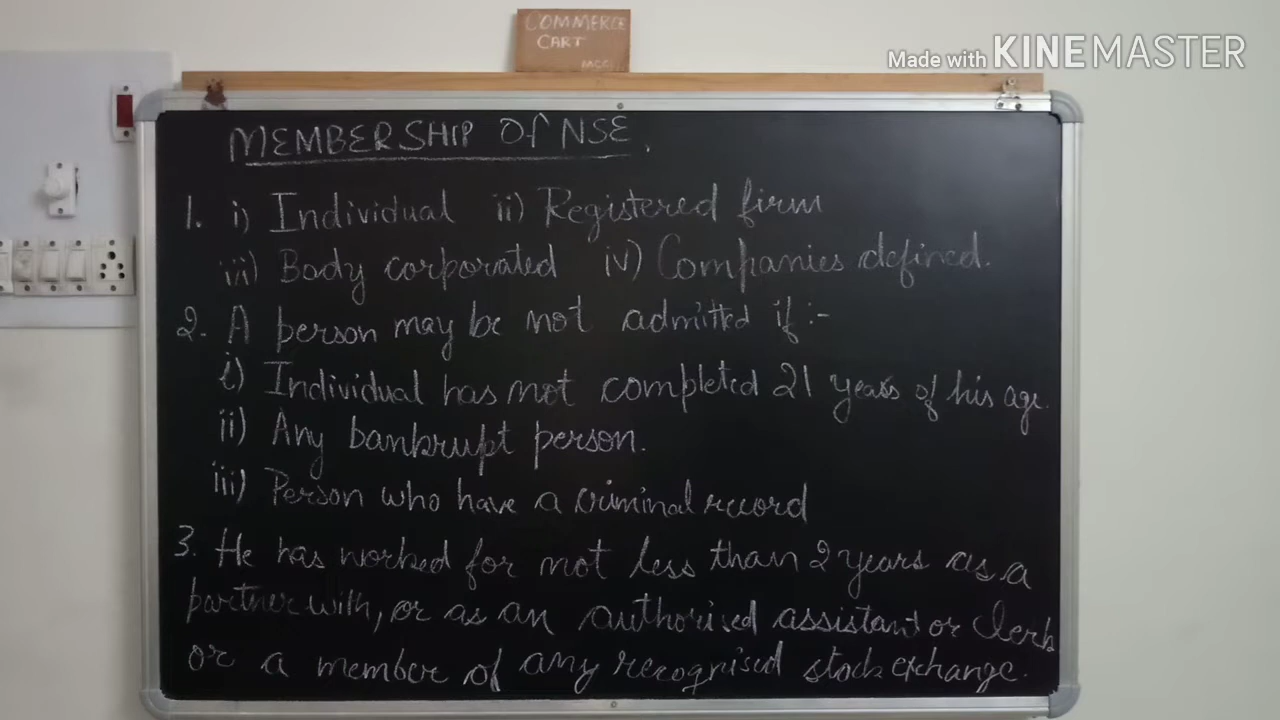 COMMERCE
CART
MCC
Made with KINEMASTER
MEMBERSHIP Of NSE.
1. i) Individual ii) Registered firm
iii) Body corporated iv) Companies defined.
2. A person may be not admitted if :-
i) Individual has not completed 21 years of his age.
ii) Any bankrupt person.
iii) Person who have a criminal record
3. He has worked for not less than 2 years as a
partner with, or as an authorised assistant or Clerk
or a member of any recognised stock exchange.